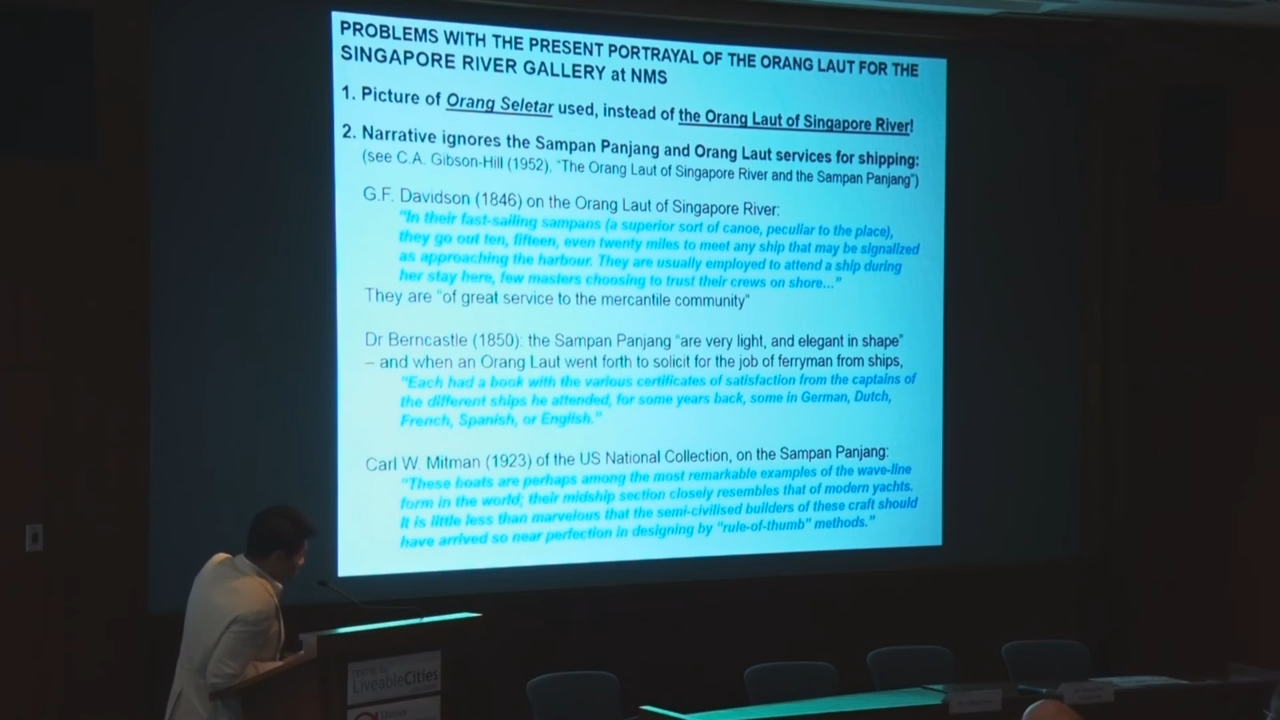 PROBLEMS WITH THE PRESENT PORTRAYAL OF THE ORANG LAUT FOR THE
SINGAPORE RIVER GALLERY at NMS
1. Picture of Orang Seletar used, instead of the Orang Laut of Singapore River!
2. Narrative ignores the Sampan Panjang and Orang Laut services for shipping:
(see C.A. Gibson-Hill (1952), "The Orang Laut of Singapore River and the Sampan Panjang")
G.F. Davidson (1846) on the Orang Laut of Singapore River:
"In their fast-sailing sampans (a superior sort of canoe, peculiar to the place),
they go out ten, fifteen, even twenty miles to meet any ship that may be signalized
as approaching the harbour. They are usually employed to attend a ship during
her stay here, few masters choosing to trust their crews on shore..."
They are "of great service to the mercantile community"
Dr Berncastle (1850): the Sampan Panjang "are very light, and elegant in shape"
– and when an Orang Laut went forth to solicit for the job of ferryman from ships,
"Each had a book with the various certificates of satisfaction from the captains of
the different ships he attended, for some years back, some in German, Dutch,
French, Spanish, or English."
Carl W. Mitman (1923) of the US National Collection, on the Sampan Panjang:
"These boats are perhaps among the most remarkable examples of the wave-line
form in the world; their midship section closely resembles that of modern yachts.
It is little less than marvelous that the semi-civilised builders of these craft should
have arrived so near perfection in designing by "rule-of-thumb" methods."
CENTRE for
LiveableCities